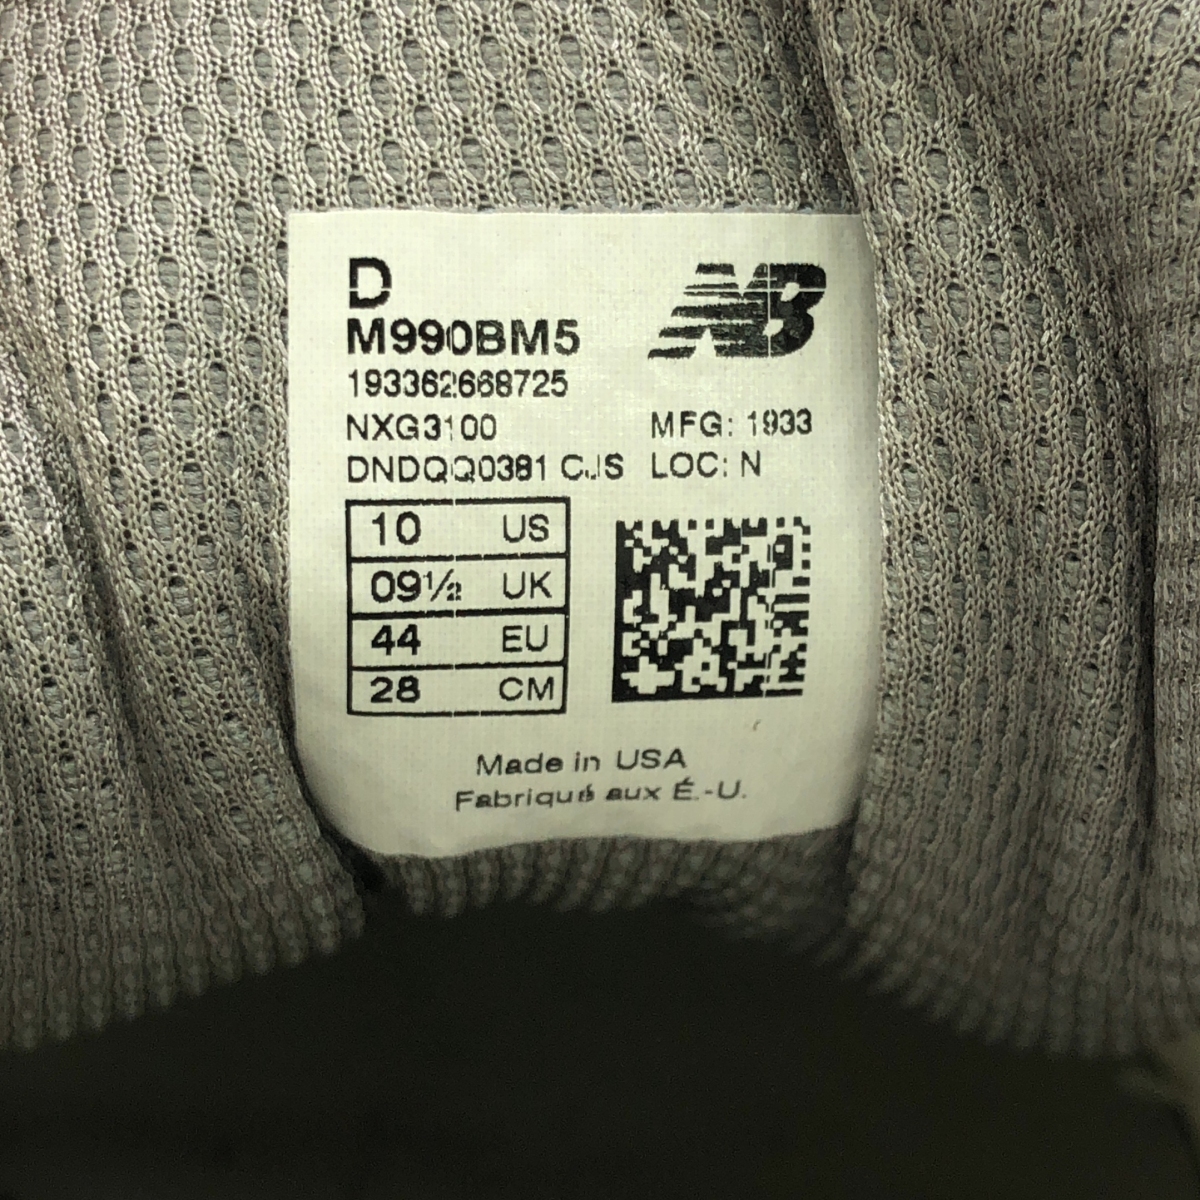 D
NB
M990BM5
193362668725
NXG3100 MFG: 1933
DNDQQ0381 CJS LOC: N
10 US
09½ UK
44 EU
28 CM
Made in USA
Fabriqué aux É.-U.